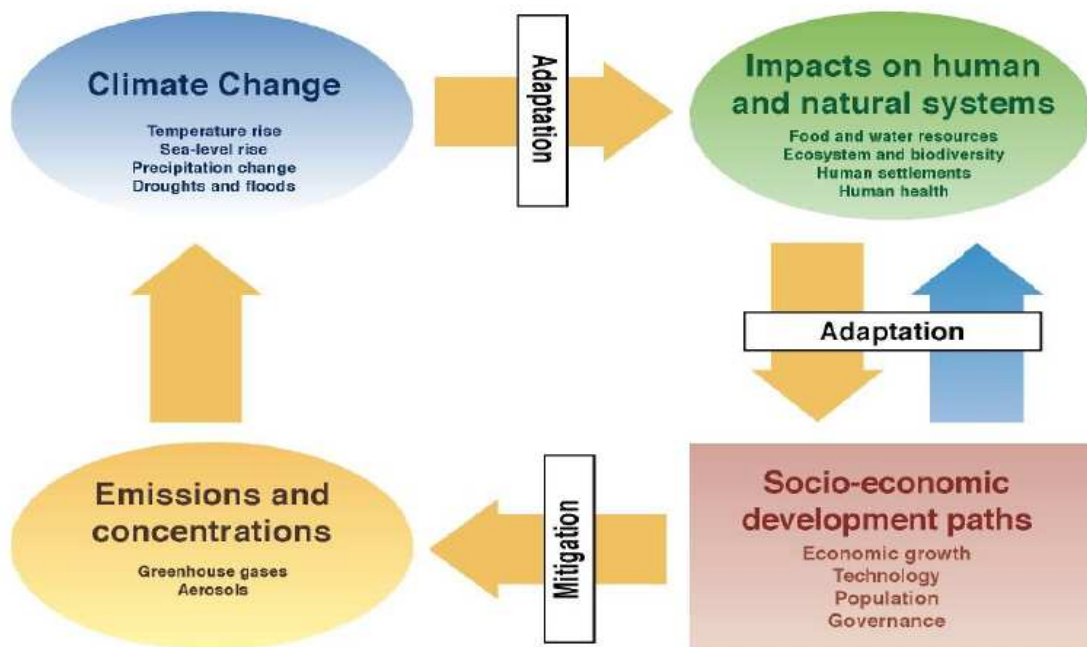 Climate Change
Temperature rise
Sea-level rise
Precipitation change
Droughts and floods
Adaptation
Impacts on human
and natural systems
Food and water resources
Ecosystem and biodiversity
Human settlements
Human health
Adaptation
Emissions and
concentrations
Greenhouse gases
Aerosols
Mitigation
Socio-economic
development paths
Economic growth
Technology
Population
Governance